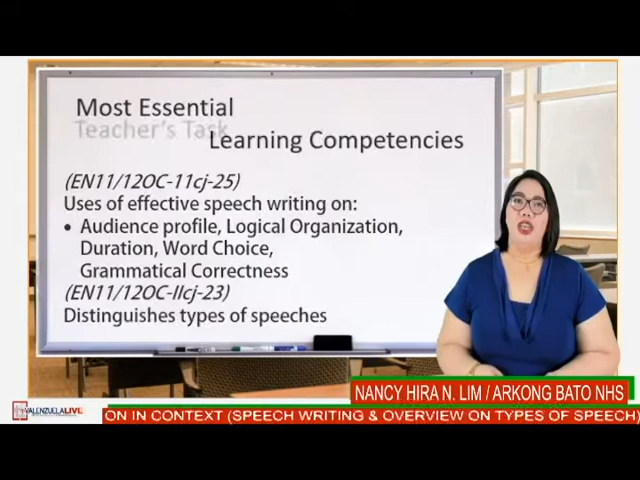 Most Essential
Teacher's Task
Learning Competencies
(EN11/12OC-11cj-25)
Uses of effective speech writing on:
• Audience profile, Logical Organization,
Duration, Word Choice,
Grammatical Correctness
(EN11/12OC-IIcj-23)
Distinguishes types of speeches
NANCY HIRA N. LIM / ARKONG BATO NHS
VALENZUELALIVE
ON IN CONTEXT (SPEECH WRITING & OVERVIEW ON TYPES OF SPEECH)